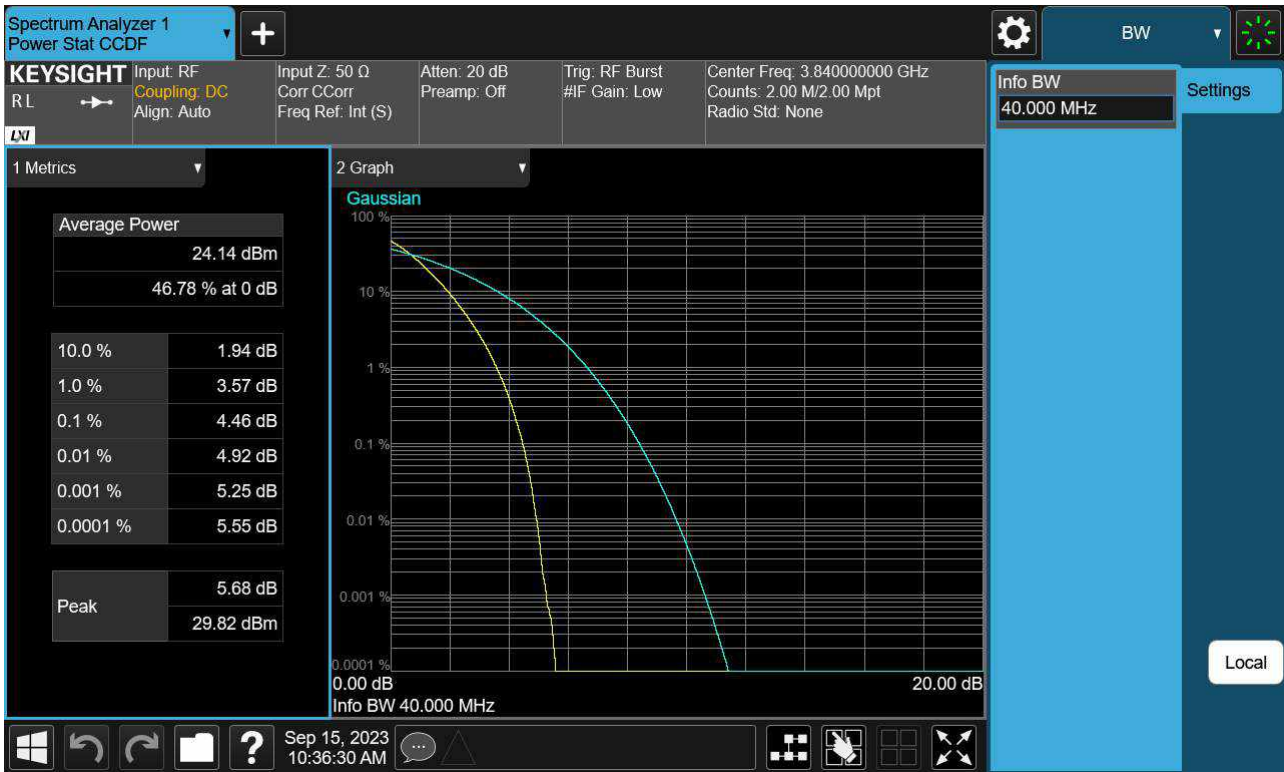 Spectrum Analyzer 1
Power Stat CCDF
BW
KEYSIGHT
RL
LXI
Input: RF
Coupling: DC
Align: Auto
Input Z: 50 Ω
Corr CCorr
Freq Ref: Int (S)
Atten: 20 dB
Preamp: Off
Trig: RF Burst
#IF Gain: Low
Center Freq: 3.840000000 GHz
Counts: 2.00 M/2.00 Mpt
Radio Std: None
Info BW
40.000 MHz
Settings
1 Metrics
Average Power
24.14 dBm
46.78 % at 0 dB
10.0 % 1.94 dB
1.0 % 3.57 dB
0.1 % 4.46 dB
0.01 % 4.92 dB
0.001 % 5.25 dB
0.0001 % 5.55 dB
Peak
5.68 dB
29.82 dBm
2 Graph
Gaussian
100 %
10 %
1 %
0.1 %
0.01 %
0.001 %
0.0001 %
0.00 dB 20.00 dB
Info BW 40.000 MHz
Local
?
Sep 15, 2023
10:36:30 AM